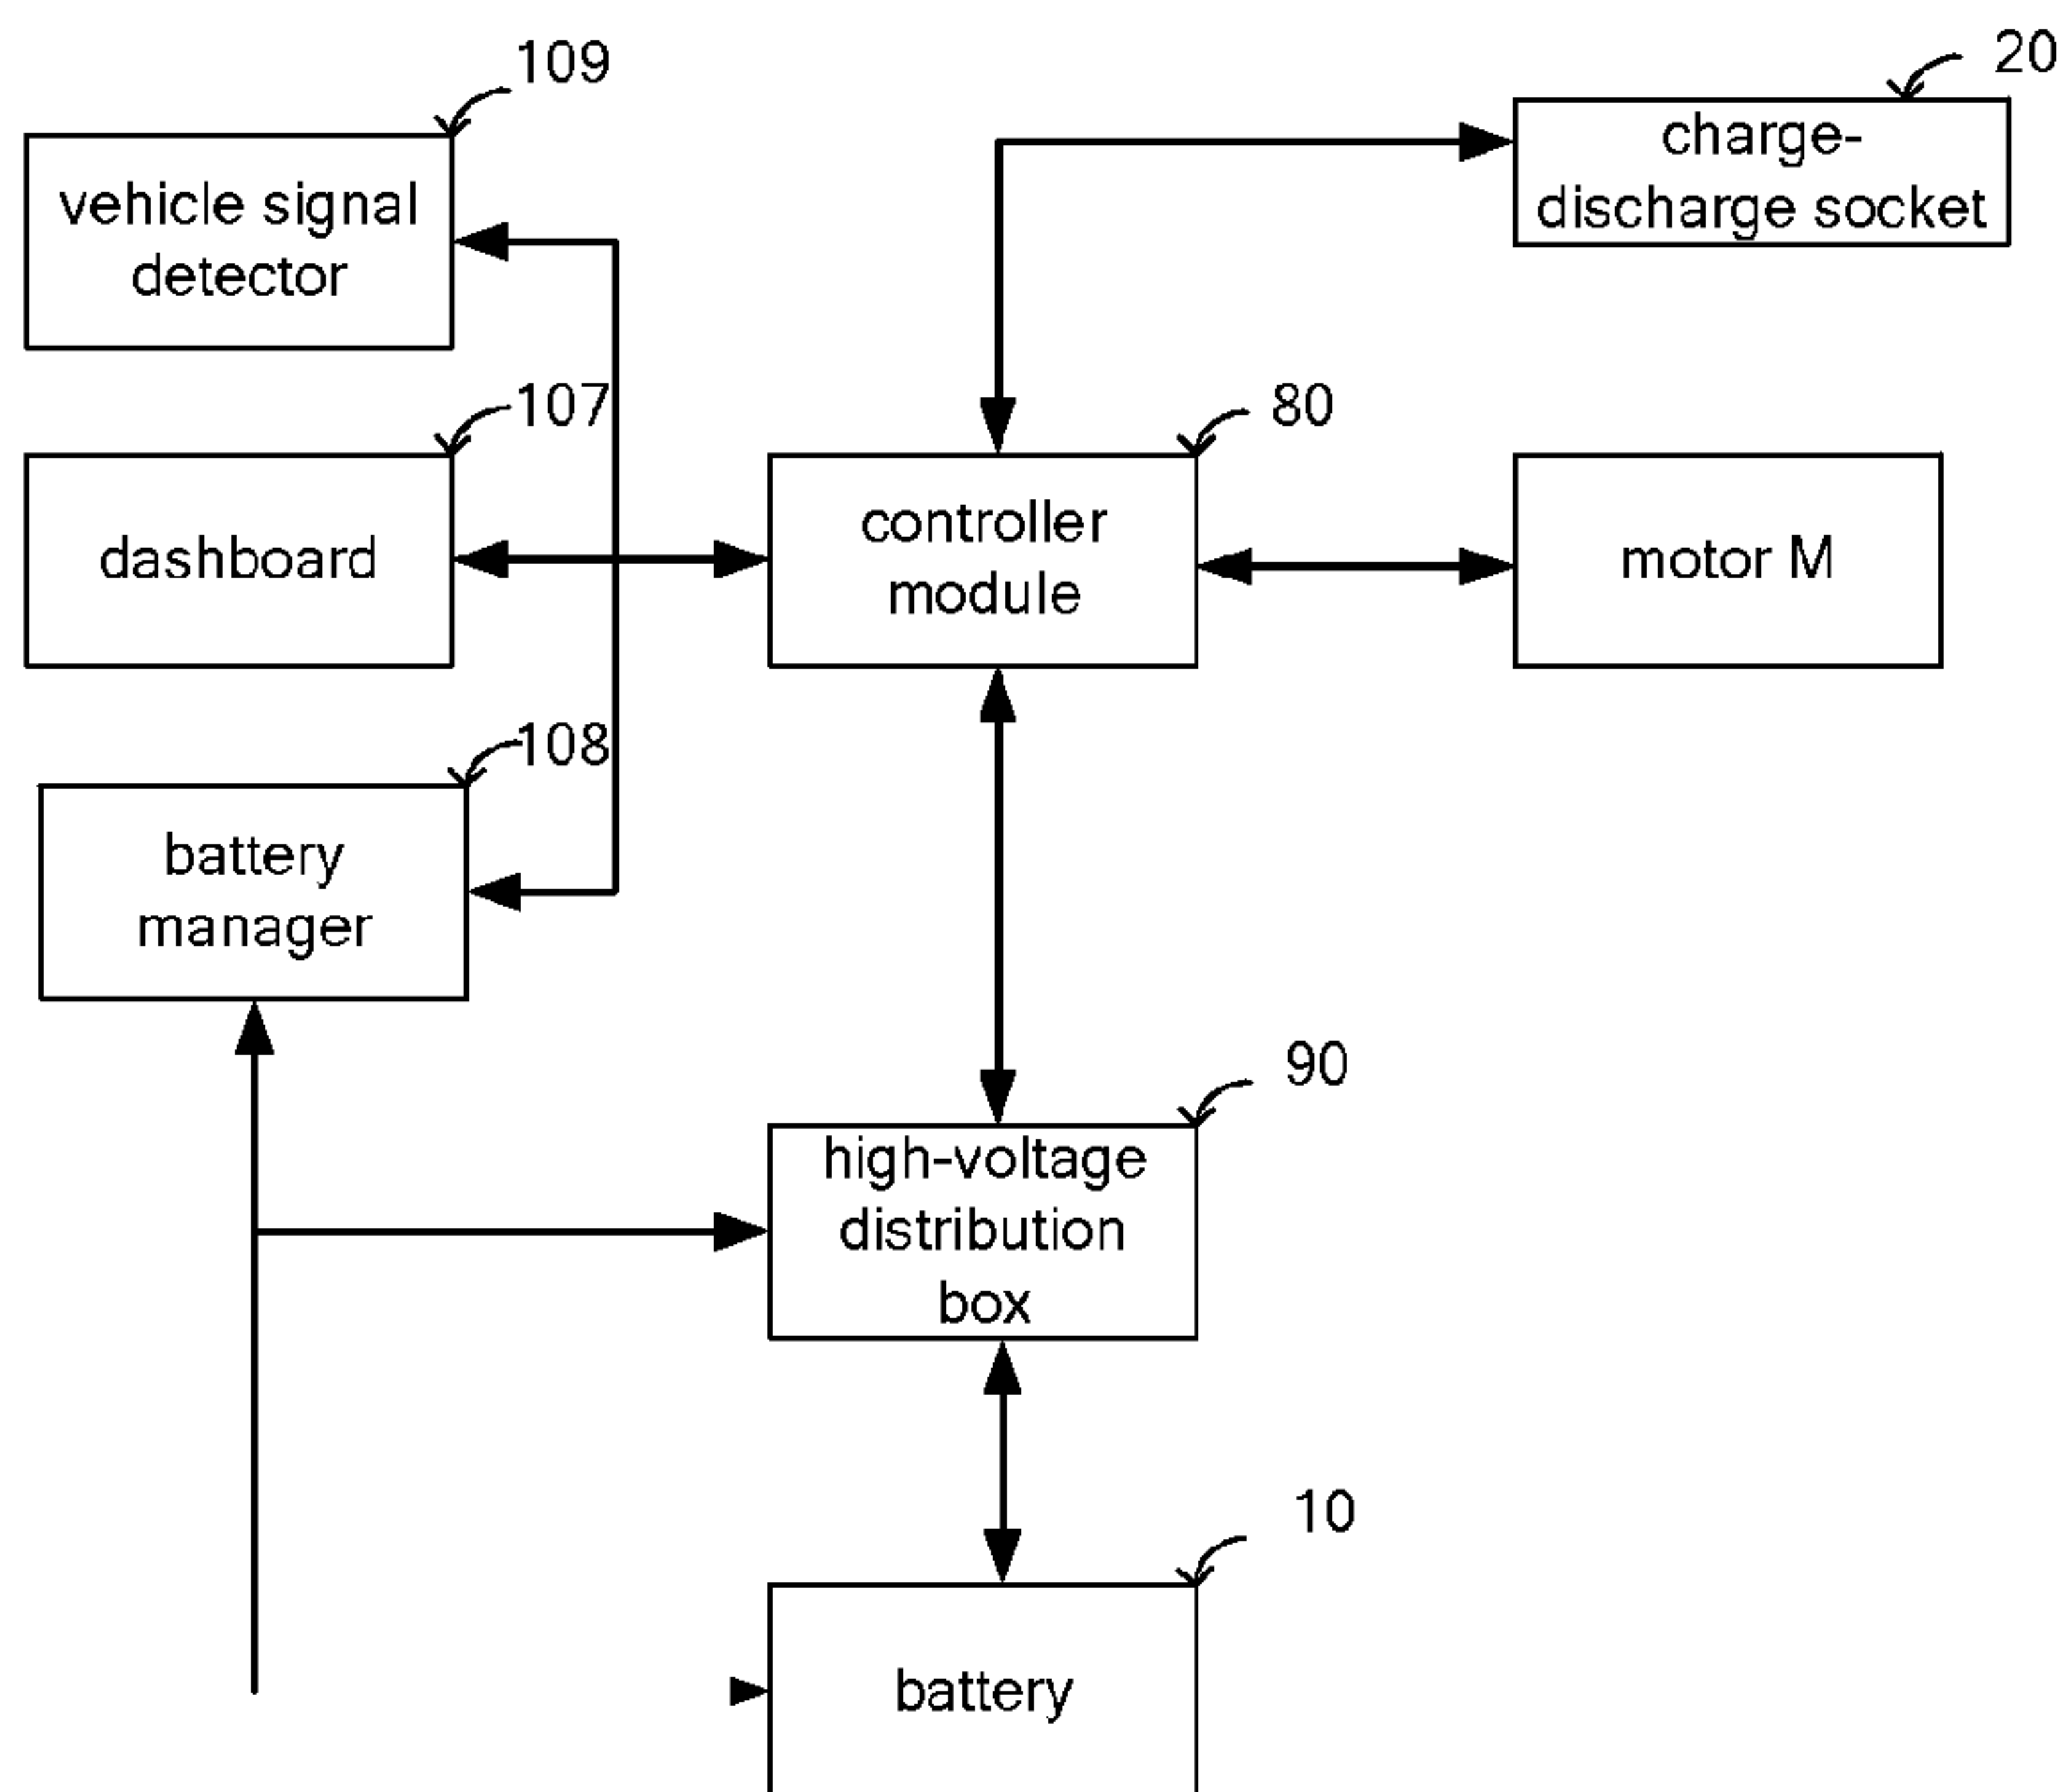 109
20
vehicle signal
detector
charge-
discharge socket
107
80
dashboard
controller
module
motor M
108
battery
manager
90
high-voltage
distribution
box
10
battery